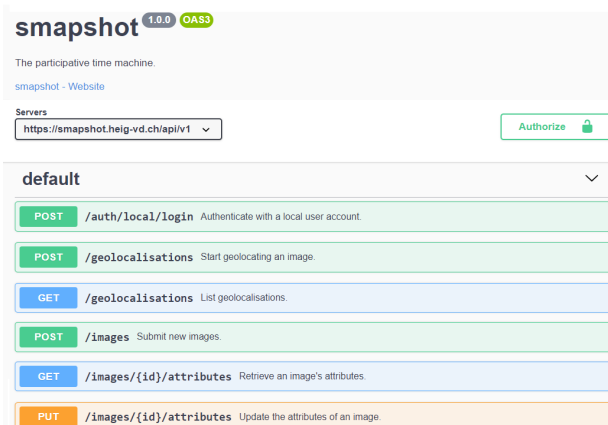 smapshot 1.0.0 OAS3
The participative time machine.
smapshot - Website
Servers
https://smapshot.heig-vd.ch/api/v1
Authorize
default
POST /auth/local/login Authenticate with a local user account.
POST /geolocalisations Start geolocating an image.
GET /geolocalisations List geolocalisations.
POST /images Submit new images.
GET /images/{id}/attributes Retrieve an image's attributes.
PUT /images/{id}/attributes Update the attributes of an image.